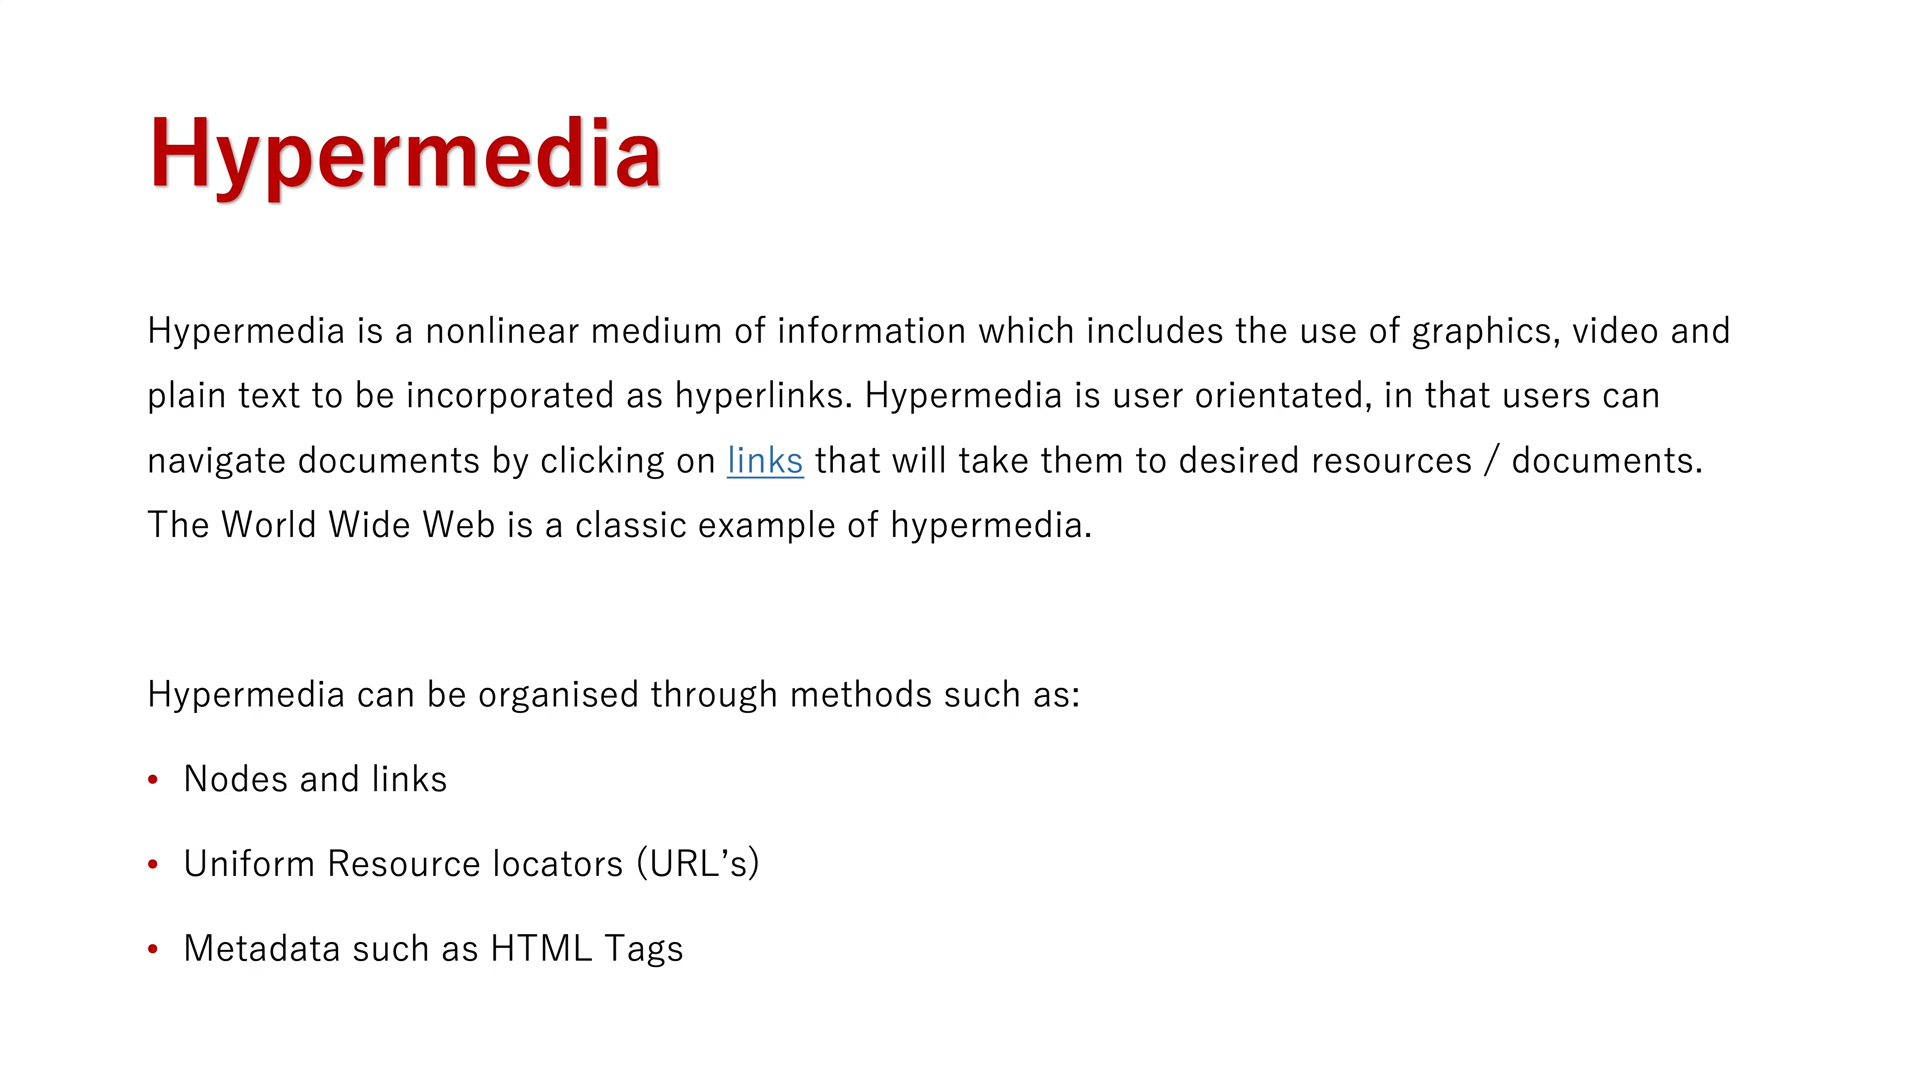 Hypermedia
Hypermedia is a nonlinear medium of information which includes the use of graphics, video and
plain text to be incorporated as hyperlinks. Hypermedia is user orientated, in that users can
navigate documents by clicking on links that will take them to desired resources / documents.
The World Wide Web is a classic example of hypermedia.
Hypermedia can be organised through methods such as:
• Nodes and links
• Uniform Resource locators (URL’s)
• Metadata such as HTML Tags